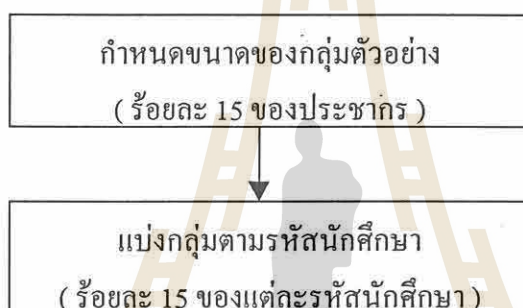 กำหนดขนาดของกลุ่มตัวอย่าง
( ร้อยละ 15 ของประชากร )
แบ่งกลุ่มตามรหัสนักศึกษา
( ร้อยละ 15 ของแต่ละรหัสนักศึกษา )